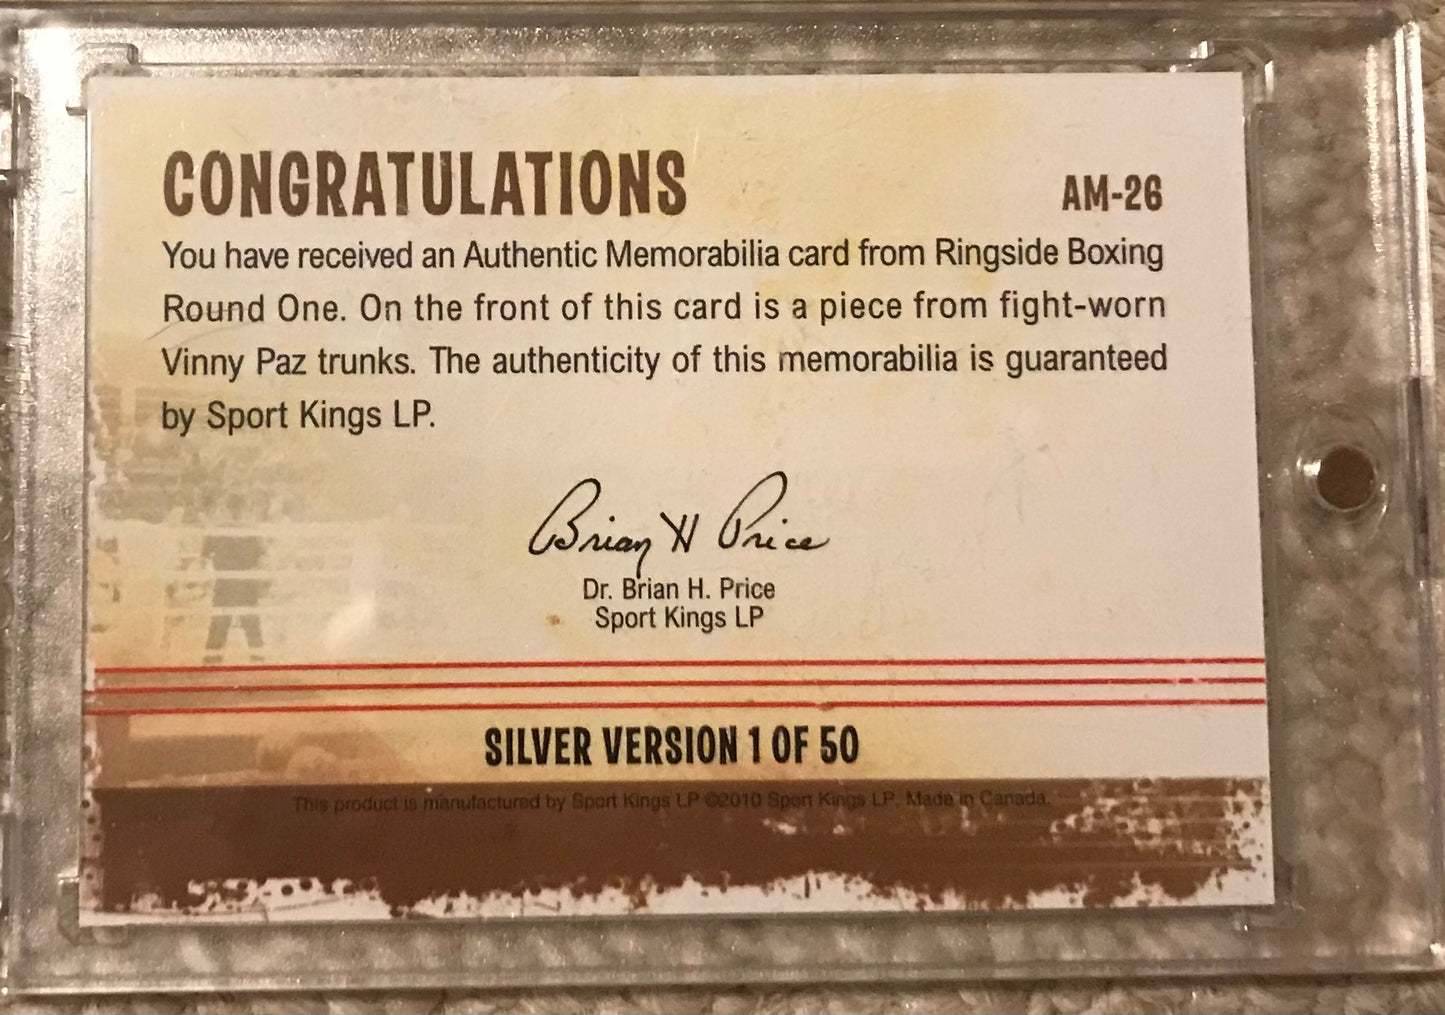 CONGRATULATIONS
AM-26
You have received an Authentic Memorabilia card from Ringside Boxing
Round One. On the front of this card is a piece from fight-worn
Vinny Paz trunks. The authenticity of this memorabilia is guaranteed
by Sport Kings LP.
Brian H Price
Dr. Brian H. Price
Sport Kings LP
SILVER VERSION 1 OF 50
This product is manufactured by Sport Kings LP ©2010 Sport Kings LP. Made in Canada.